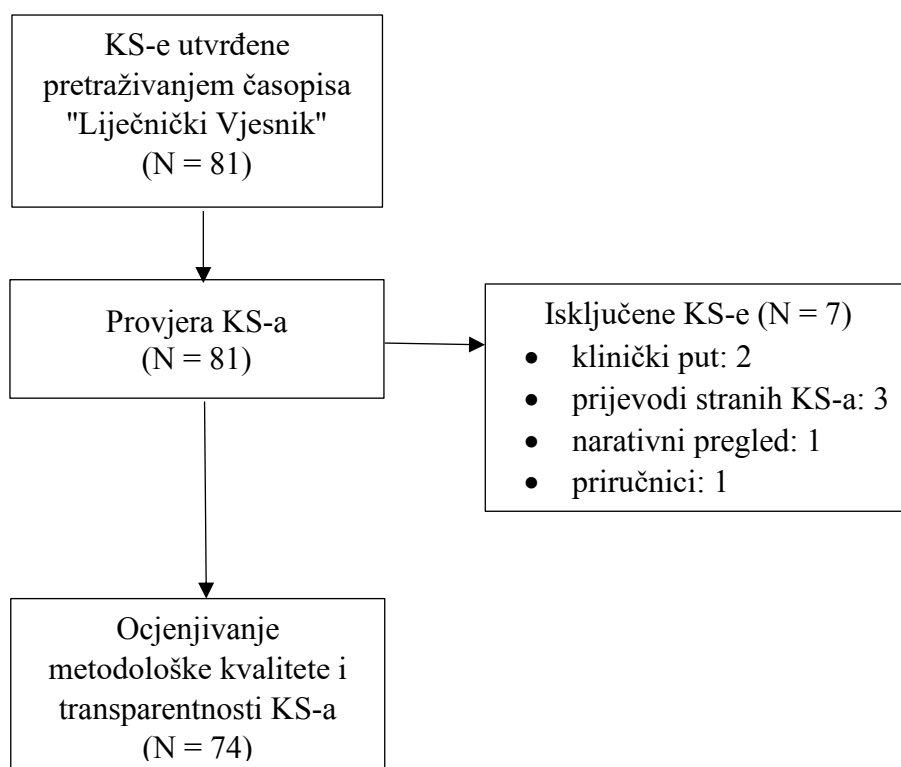 KS-e utvrđene
pretraživanjem časopisa
"Liječnički Vjesnik"
(N = 81)
Provjera KS-a
(N = 81)
Isključene KS-e (N = 7)
• klinički put: 2
• prijevodi stranih KS-a: 3
• narativni pregled: 1
• priručnici: 1
Ocjenjivanje
metodološke kvalitete i
transparentnosti KS-a
(N = 74)